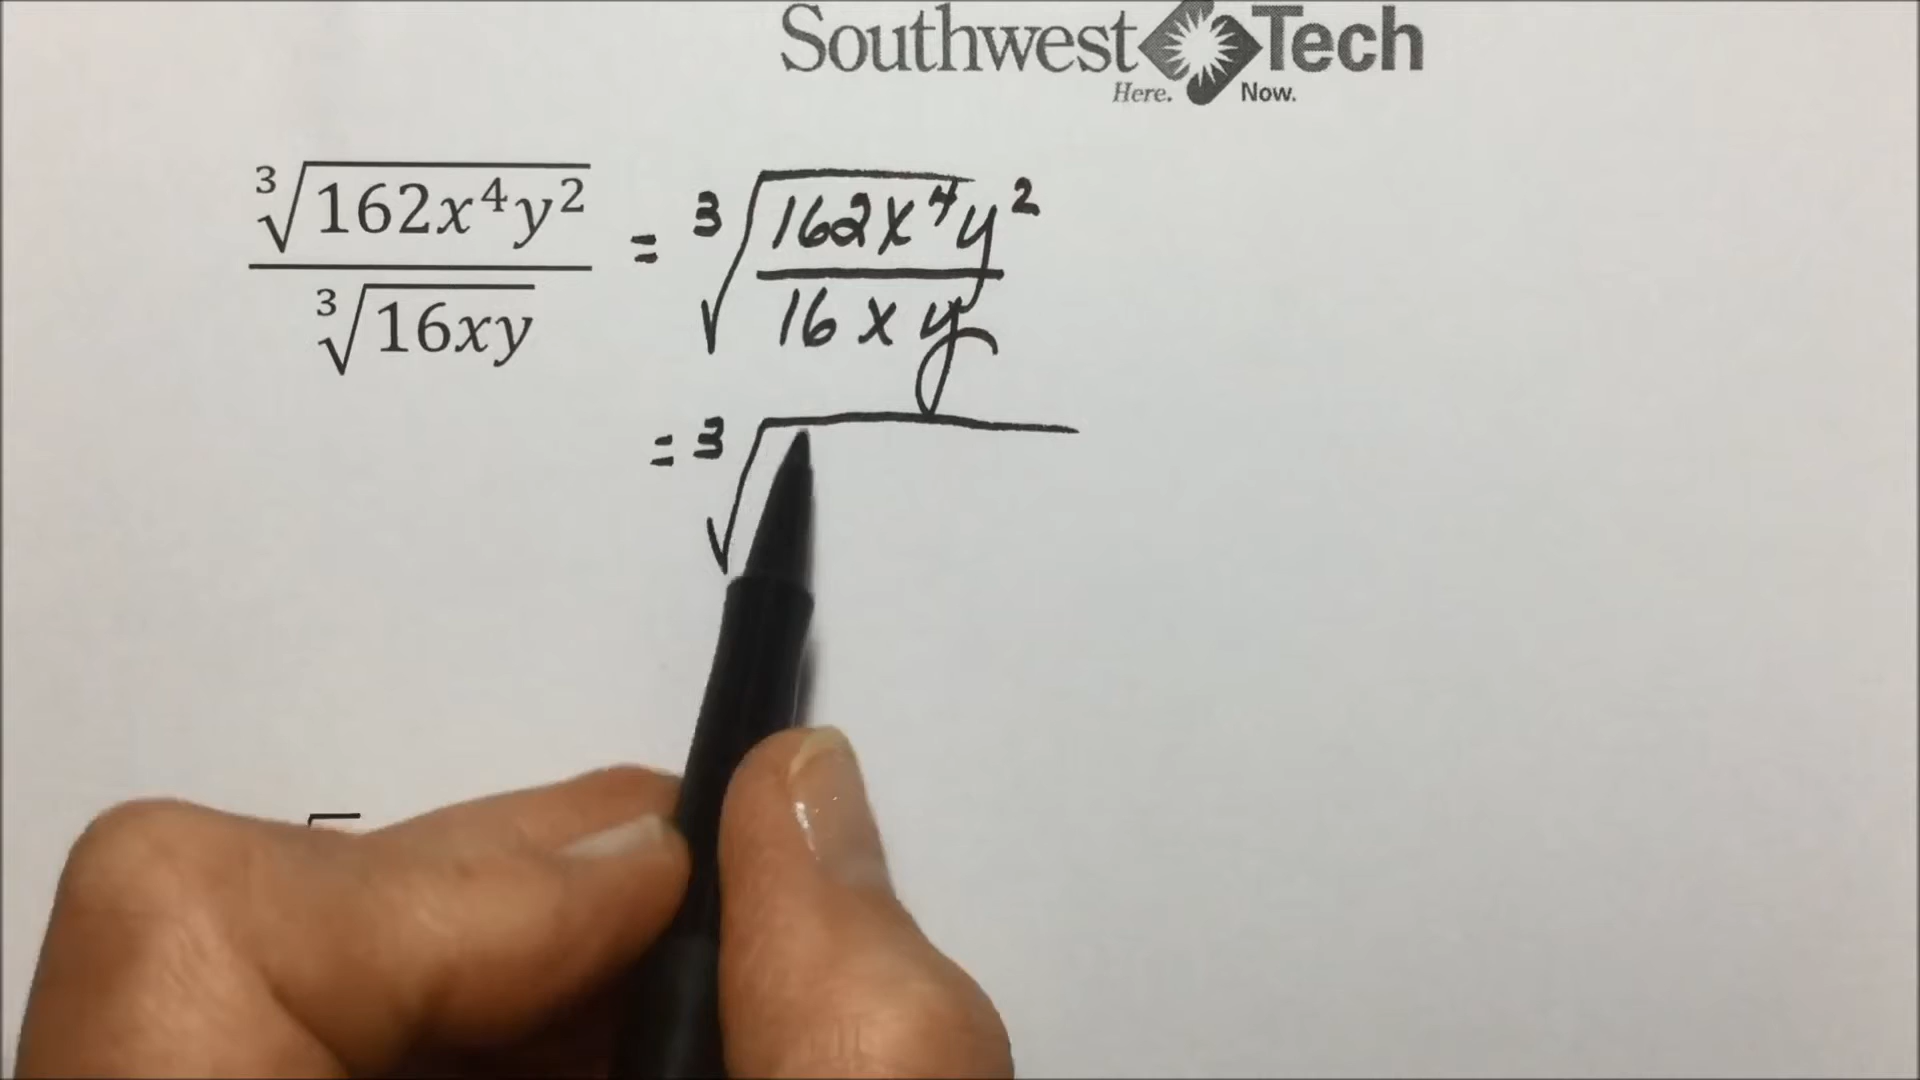 Southwest Tech
Here. Now.
∛(162x⁴y²) / ∛(16xy) = ∛(162x⁴y² / 16xy)
= ∛